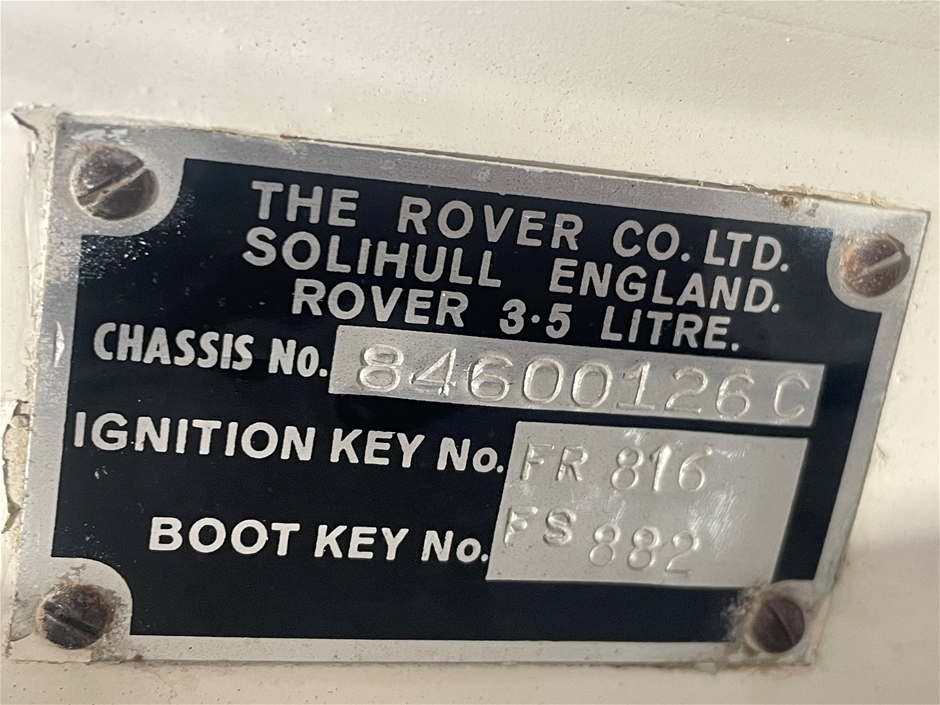 THE ROVER CO. LTD.
SOLIHULL ENGLAND.
ROVER 3·5 LITRE.
CHASSIS No. 84600126C
IGNITION KEY No. FR 816
BOOT KEY No. FS 882